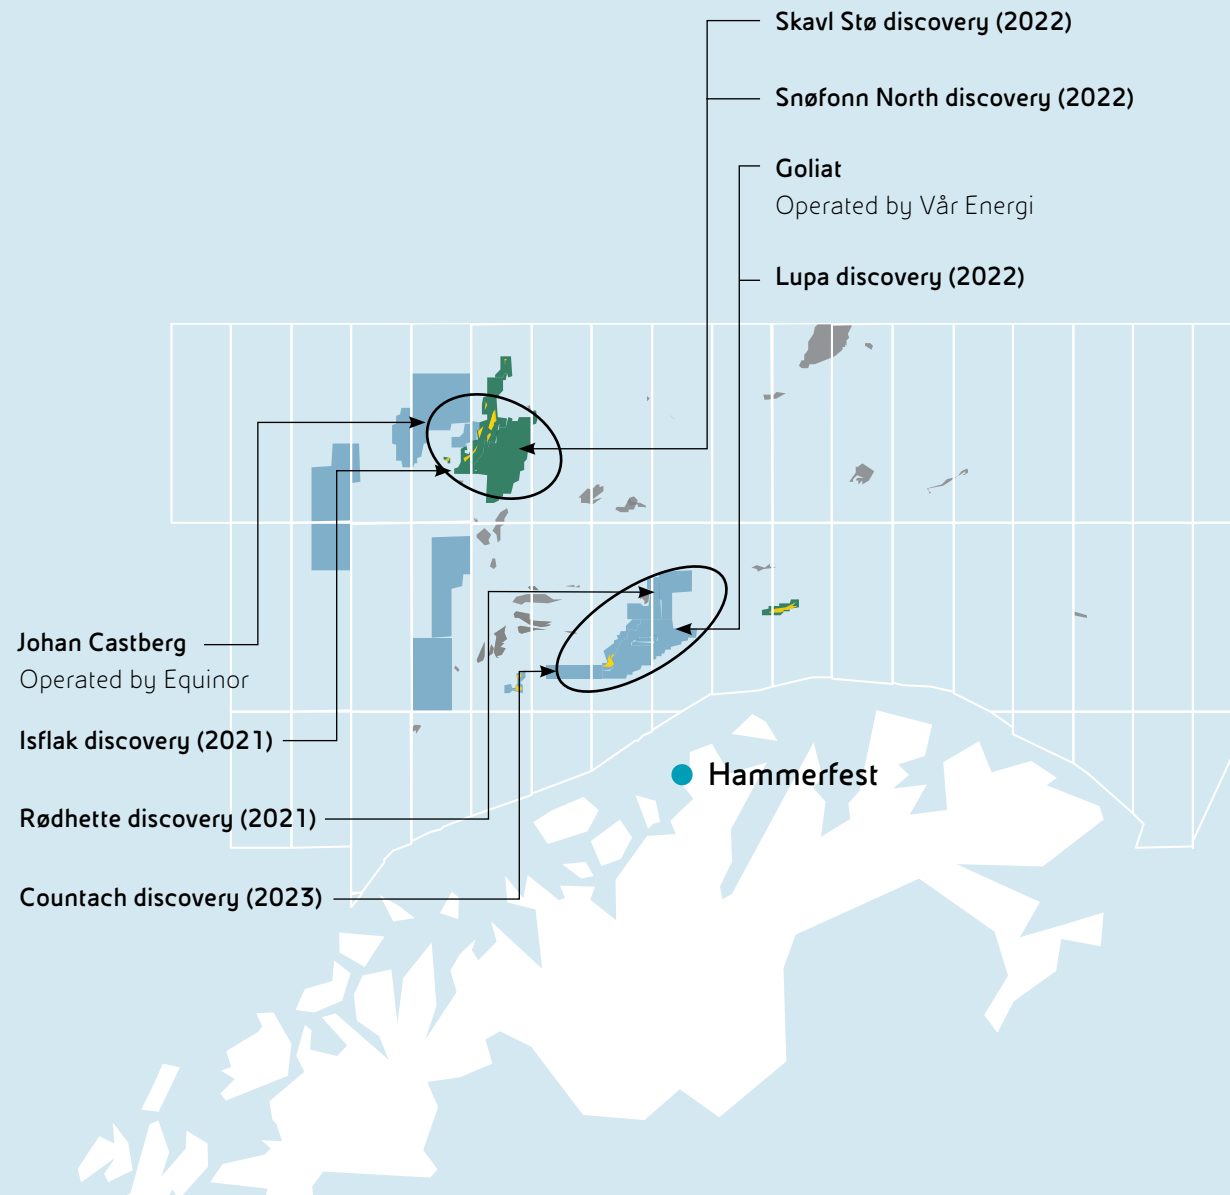 Skavl Stø discovery (2022)
Snøfonn North discovery (2022)
Goliat
Operated by Vår Energi
Lupa discovery (2022)
Johan Castberg
Operated by Equinor
Isflak discovery (2021)
Hammerfest
Rødhette discovery (2021)
Countach discovery (2023)